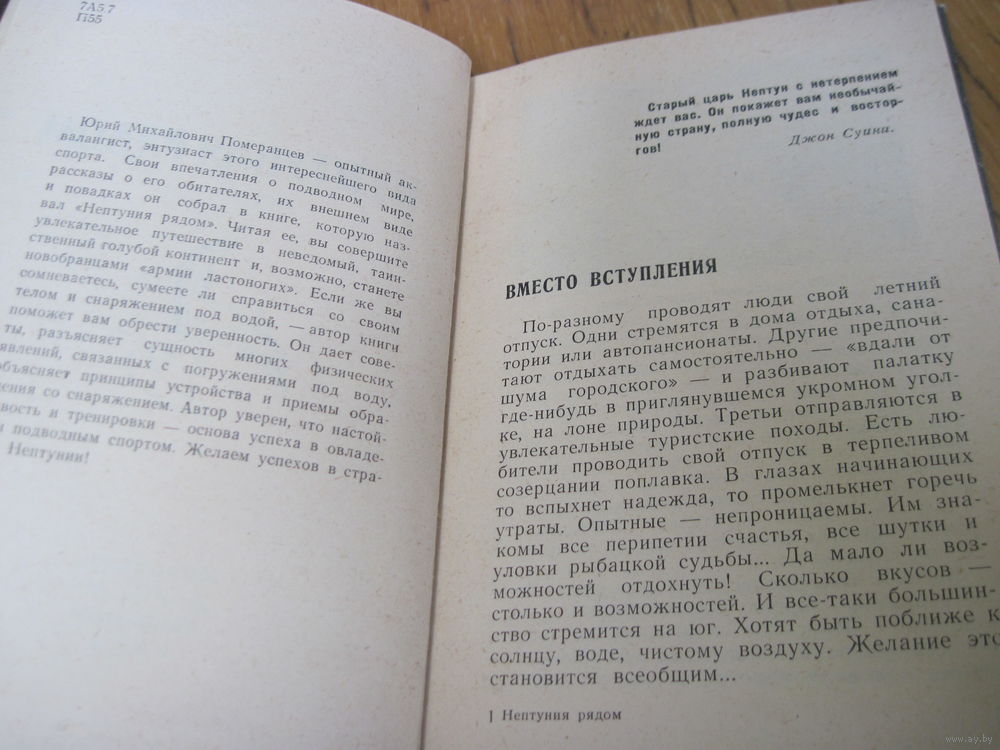 7А5.7
П55
Юрий Михайлович Померанцев — опытный ак-
валангист, энтузиаст этого интереснейшего вида
спорта. Свои впечатления о подводном мире,
рассказы о его обитателях, их внешнем виде
и повадках он собрал в книге, которую наз-
вал «Нептуния рядом». Читая ее, вы совершите
увлекательное путешествие в неведомый, таин-
ственный голубой континент и, возможно, станете
новобранцами «армии ластоногих». Если же вы
сомневаетесь, сумеете ли справиться со своим
телом и снаряжением под водой, — автор книги
поможет вам обрести уверенность. Он дает сове-
ты, разъясняет сущность многих физических
явлений, связанных с погружениями под воду,
объясняет принципы устройства и приемы обра-
щения со снаряжением. Автор уверен, что настой-
вость и тренировки — основа успеха в овладе-
подводным спортом. Желаем успехов в стра-
Нептунии!
Старый царь Нептун с нетерпением
ждет вас. Он покажет вам необычай-
ную страну, полную чудес и востор-
гов!
Джон Суини.
ВМЕСТО ВСТУПЛЕНИЯ
По-разному проводят люди свой летний
отпуск. Одни стремятся в дома отдыха, сана-
тории или автопансионаты. Другие предпочи-
тают отдыхать самостоятельно — «вдали от
шума городского» — и разбивают палатку
где-нибудь в приглянувшемся укромном угол-
ке, на лоне природы. Третьи отправляются в
увлекательные туристские походы. Есть лю-
бители проводить свой отпуск в терпеливом
созерцании поплавка. В глазах начинающих
то вспыхнет надежда, то промелькнет горечь
утраты. Опытные — непроницаемы. Им зна-
комы все перипетии счастья, все шутки и
уловки рыбацкой судьбы... Да мало ли воз-
можностей отдохнуть! Сколько вкусов —
столько и возможностей. И все-таки большин-
ство стремится на юг. Хотят быть поближе к
солнцу, воде, чистому воздуху. Желание это
становится всеобщим...
1 Нептуния рядом
www.ay.by